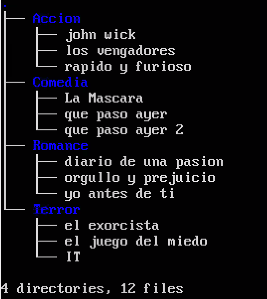 .
Accion
john wick
los vengadores
rapido y furioso
Comedia
La Mascara
que paso ayer
que paso ayer 2
Romance
diario de una pasion
orgullo y prejuicio
yo antes de ti
Terror
el exorcista
el juego del miedo
IT
4 directories, 12 files